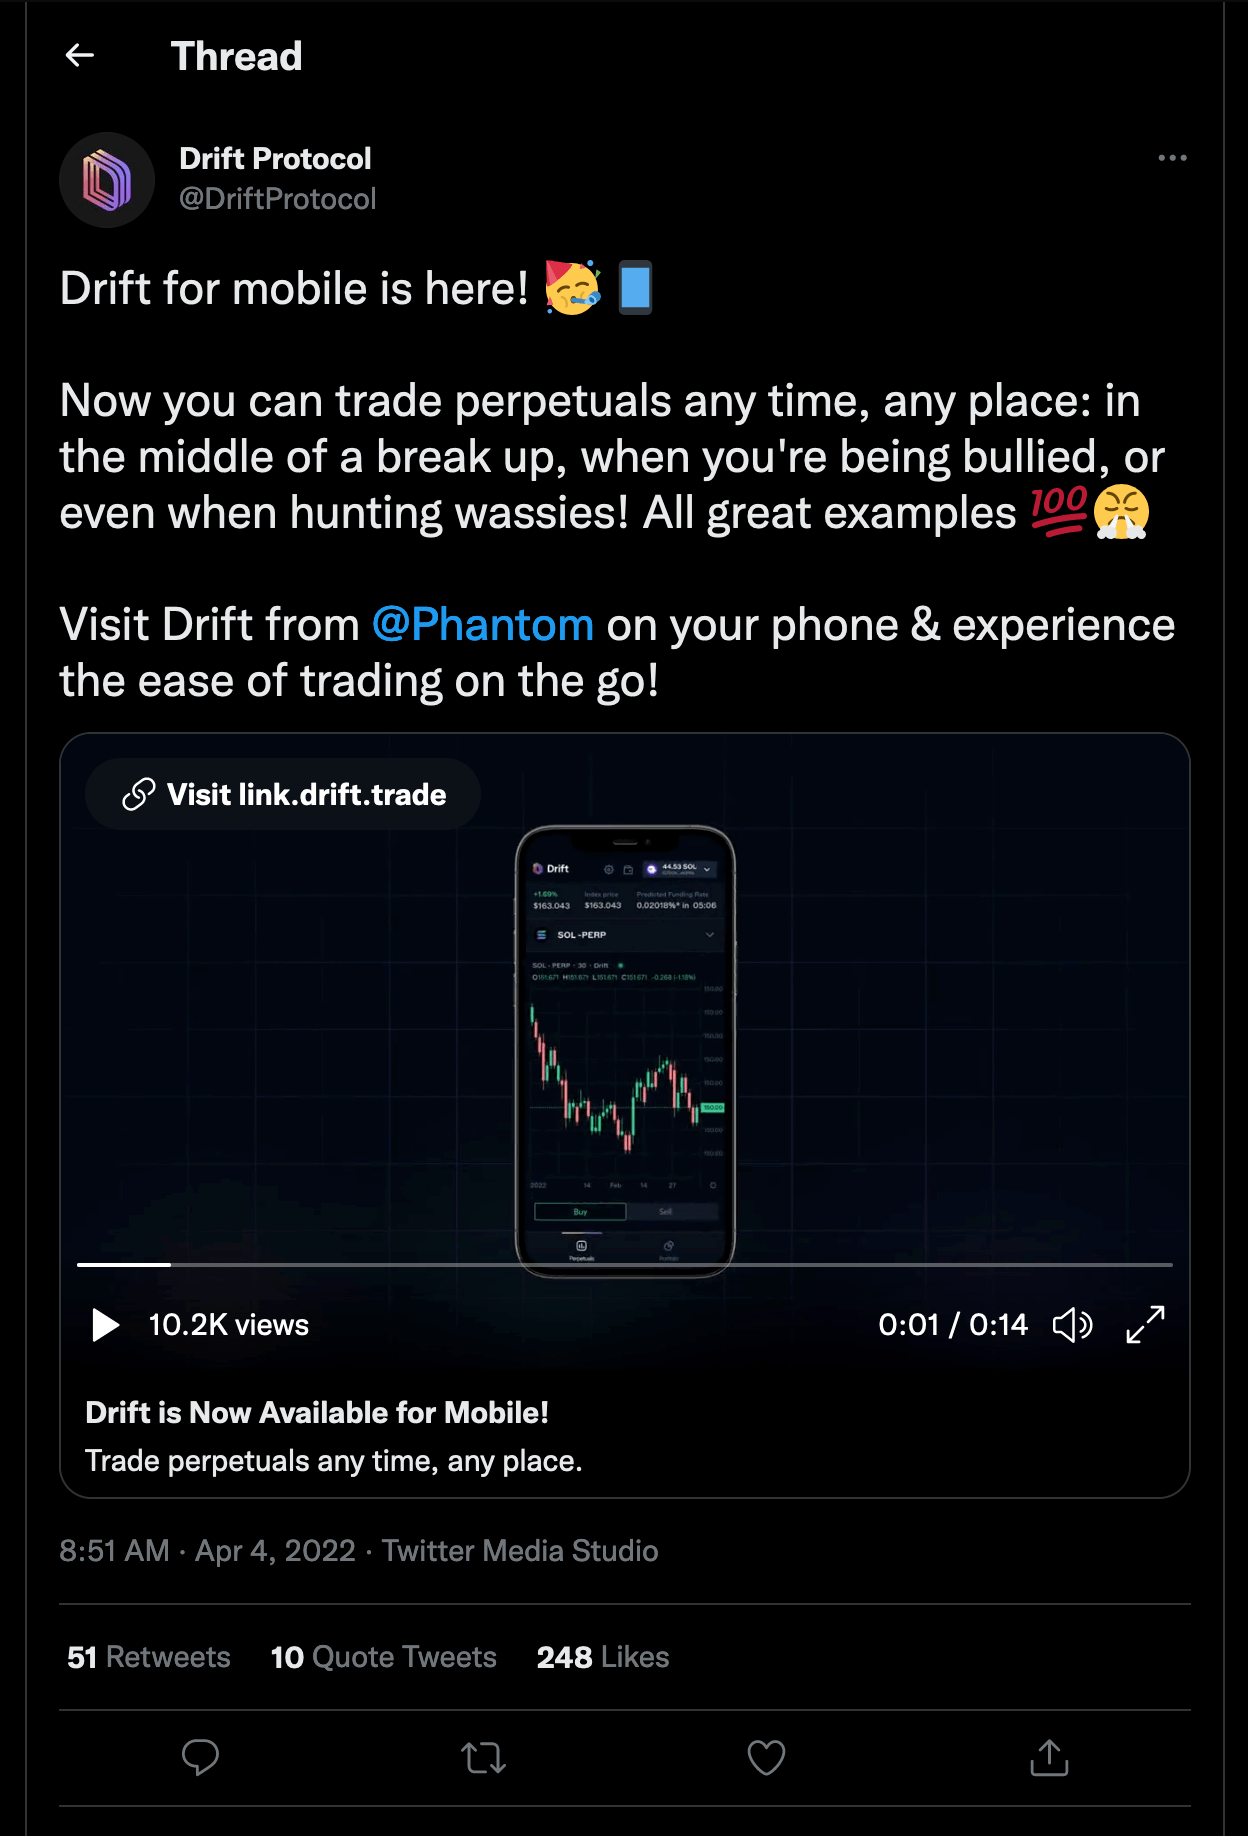 Thread
Drift Protocol
@DriftProtocol
Drift for mobile is here! 🥳 📱
Now you can trade perpetuals any time, any place: in
the middle of a break up, when you're being bullied, or
even when hunting wassies! All great examples 💯😤
Visit Drift from @Phantom on your phone & experience
the ease of trading on the go!
Visit link.drift.trade
Drift 44.53 SOL
+1.69% Index price Predicted Funding Rate
$163.043 $163.043 0.02018%* in 05:06
SOL-PERP
SOL - PERP · 30 · Drift
O151.671 H151.671 L151.671 C151.671 -0.268 (-1.18%)
150.00
2022 14 Feb 14 27
Buy Sell
Perpetuals Portfolio
10.2K views 0:01 / 0:14
Drift is Now Available for Mobile!
Trade perpetuals any time, any place.
8:51 AM · Apr 4, 2022 · Twitter Media Studio
51 Retweets 10 Quote Tweets 248 Likes